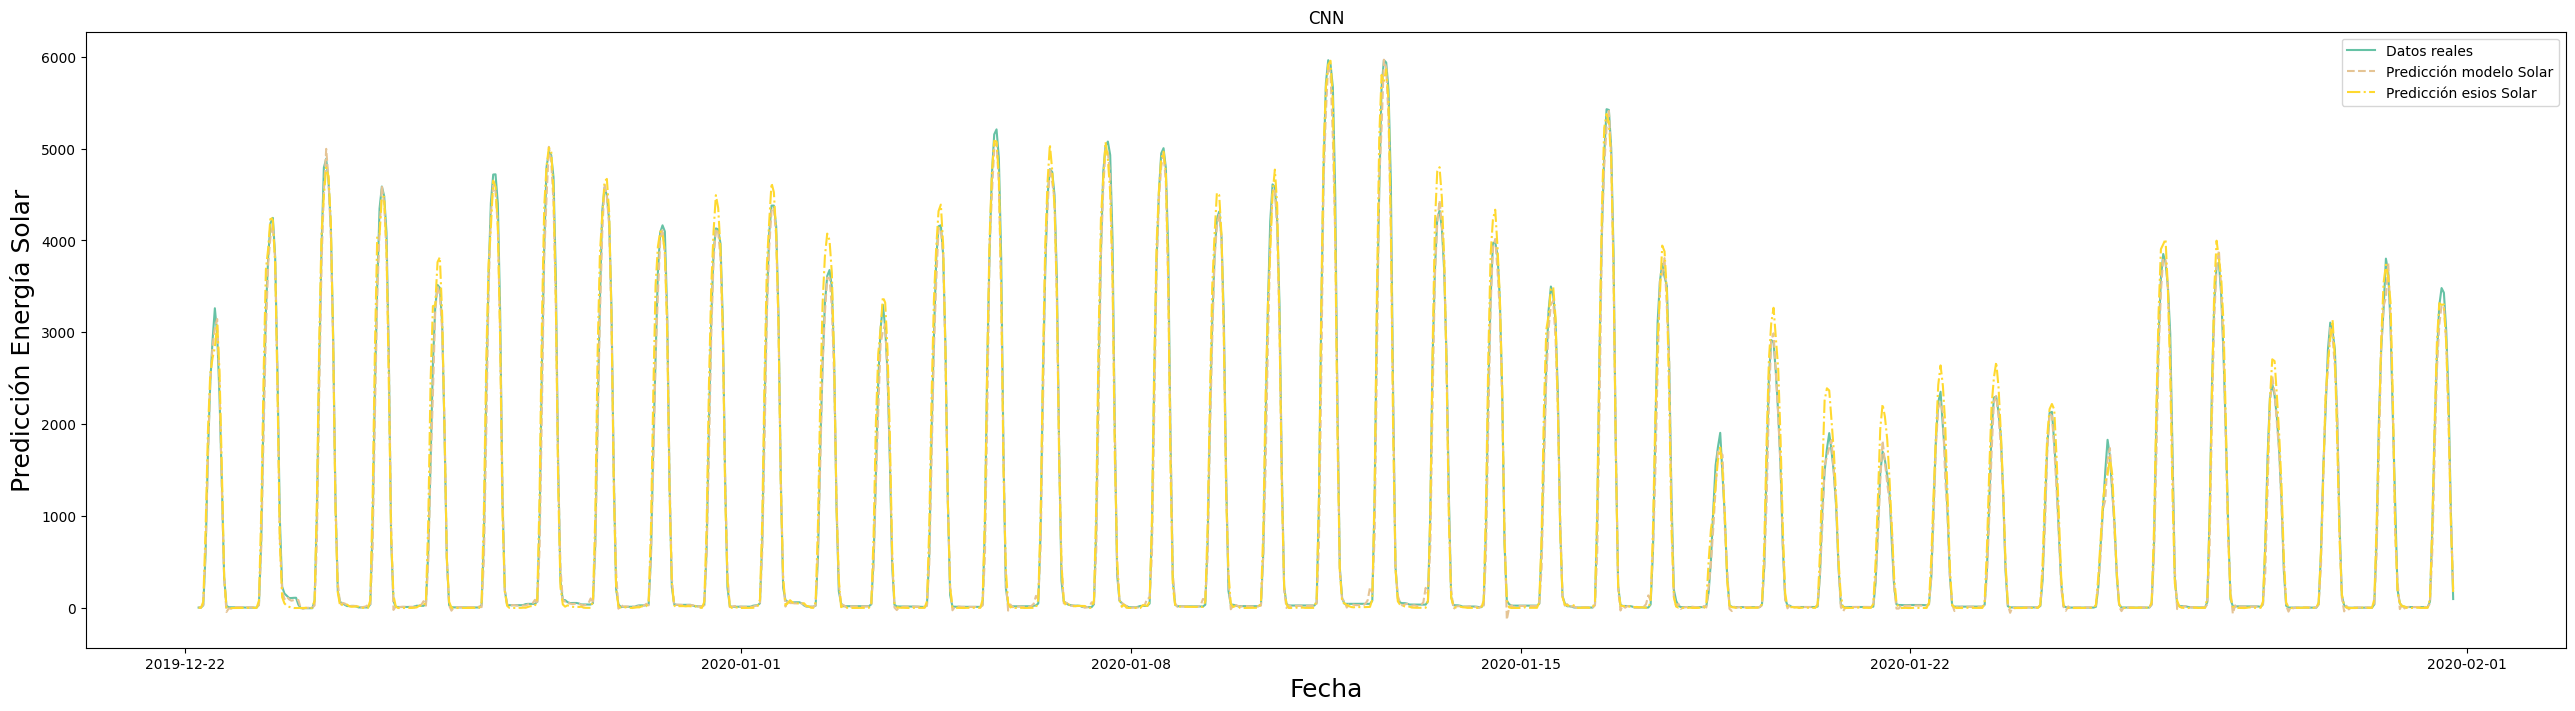 CNN
Datos reales
Predicción modelo Solar
Predicción esios Solar
Predicción Energía Solar
6000
5000
4000
3000
2000
1000
0
2019-12-22
2020-01-01
2020-01-08
2020-01-15
2020-01-22
2020-02-01
Fecha